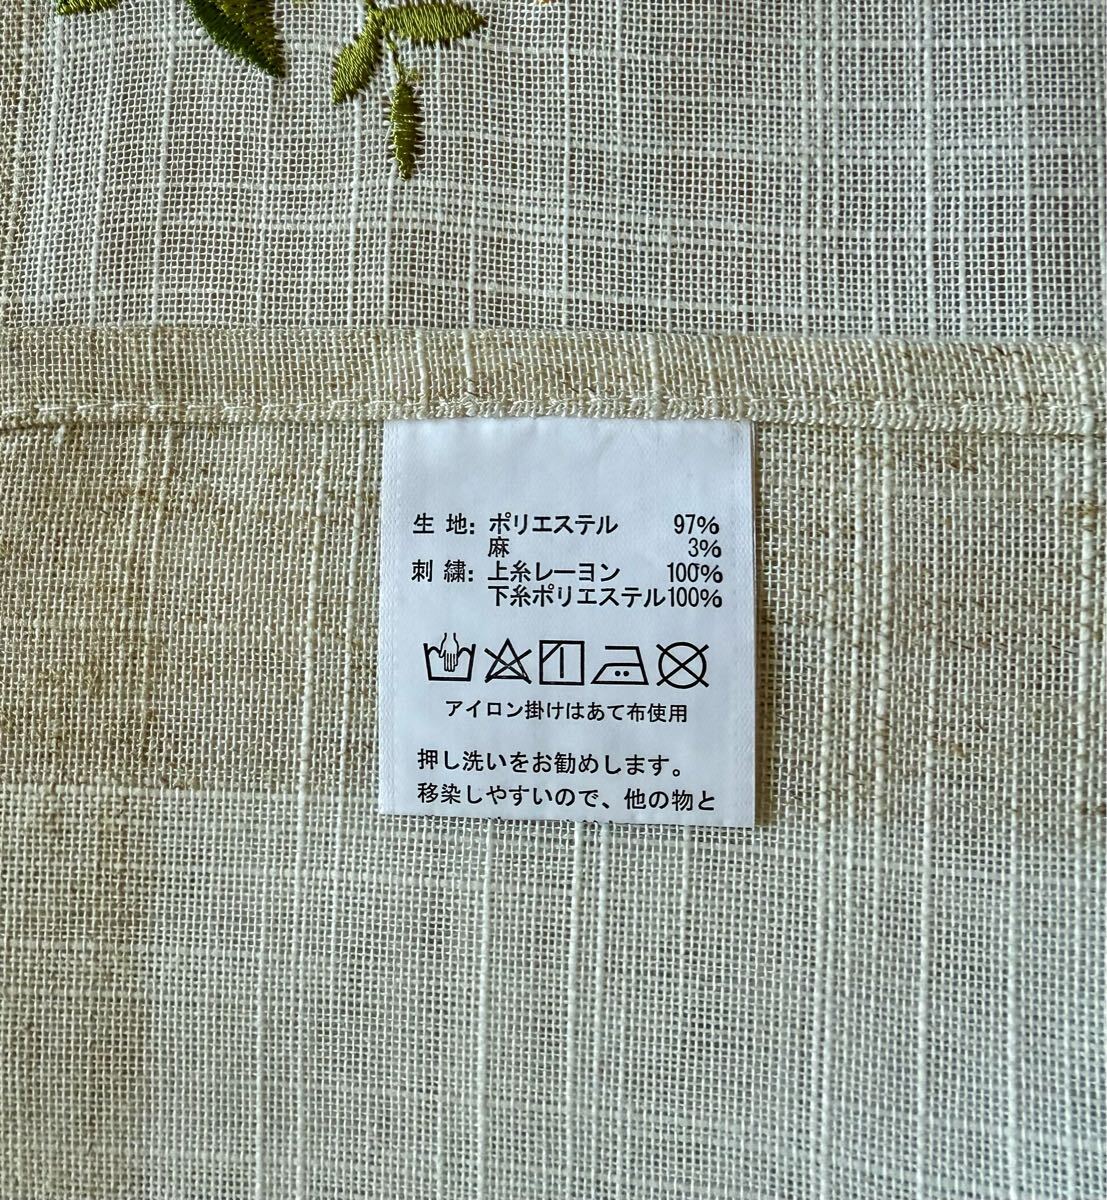 生地：ポリエステル 97%
麻 3%
刺繍：上糸レーヨン 100%
下糸ポリエステル100%
アイロン掛けはあて布使用
押し洗いをお勧めします。
移染しやすいので、他の物と